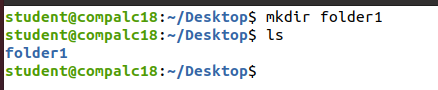 student@compalc18:~/Desktop$ mkdir folder1
student@compalc18:~/Desktop$ ls
folder1
student@compalc18:~/Desktop$